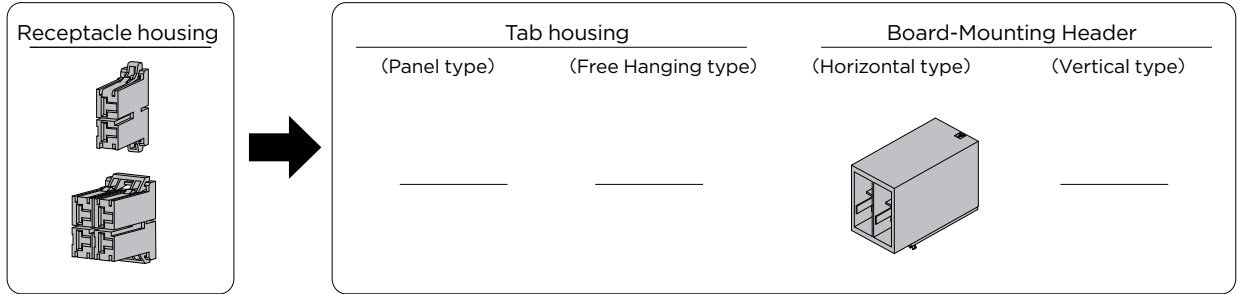 Receptacle housing
Tab housing
Board-Mounting Header
(Panel type)
(Free Hanging type)
(Horizontal type)
(Vertical type)